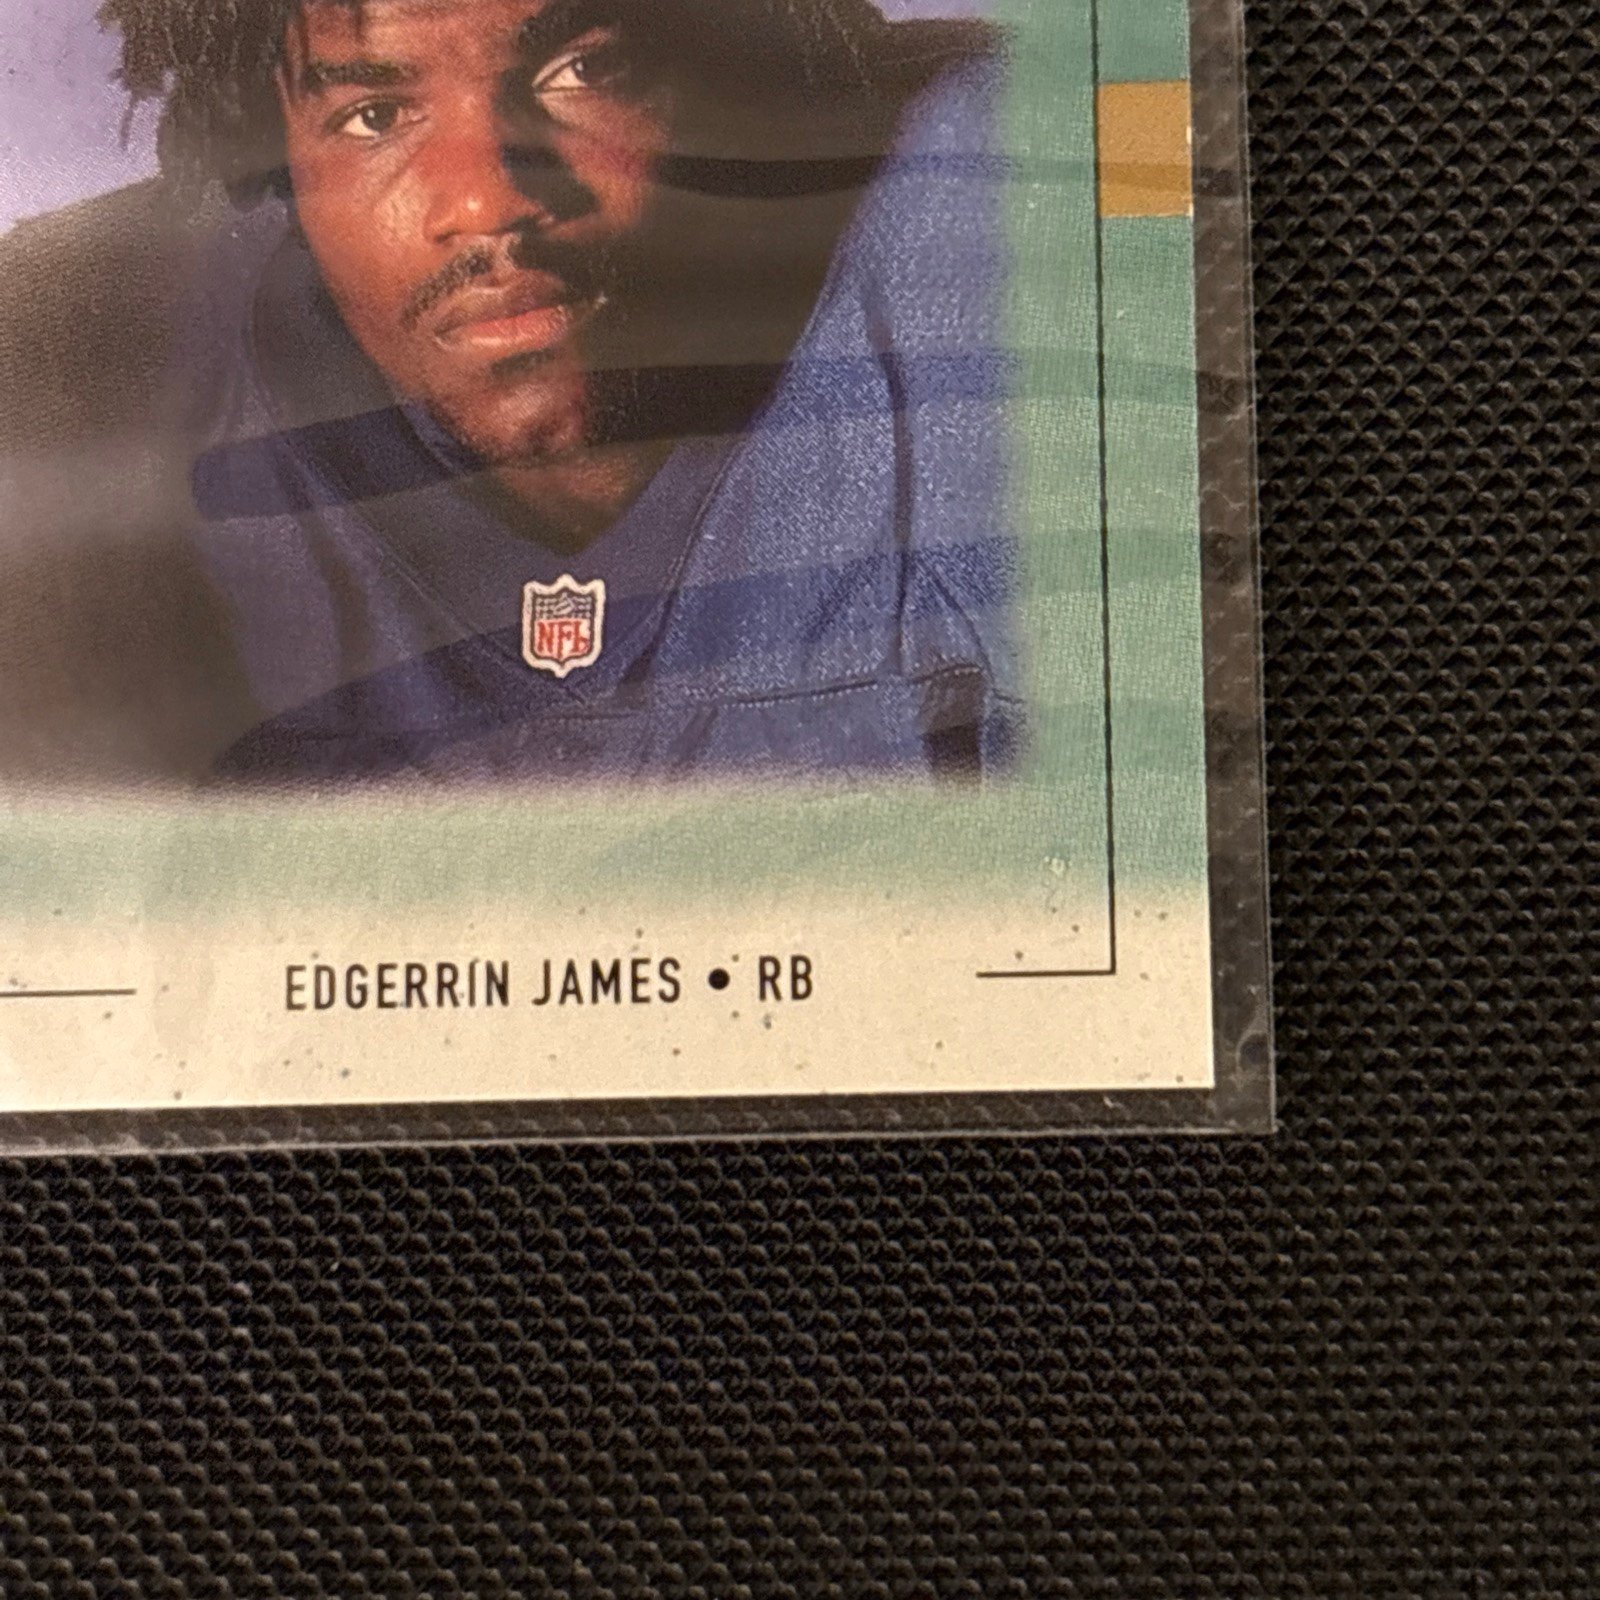 NFL
EDGERRIN JAMES • RB